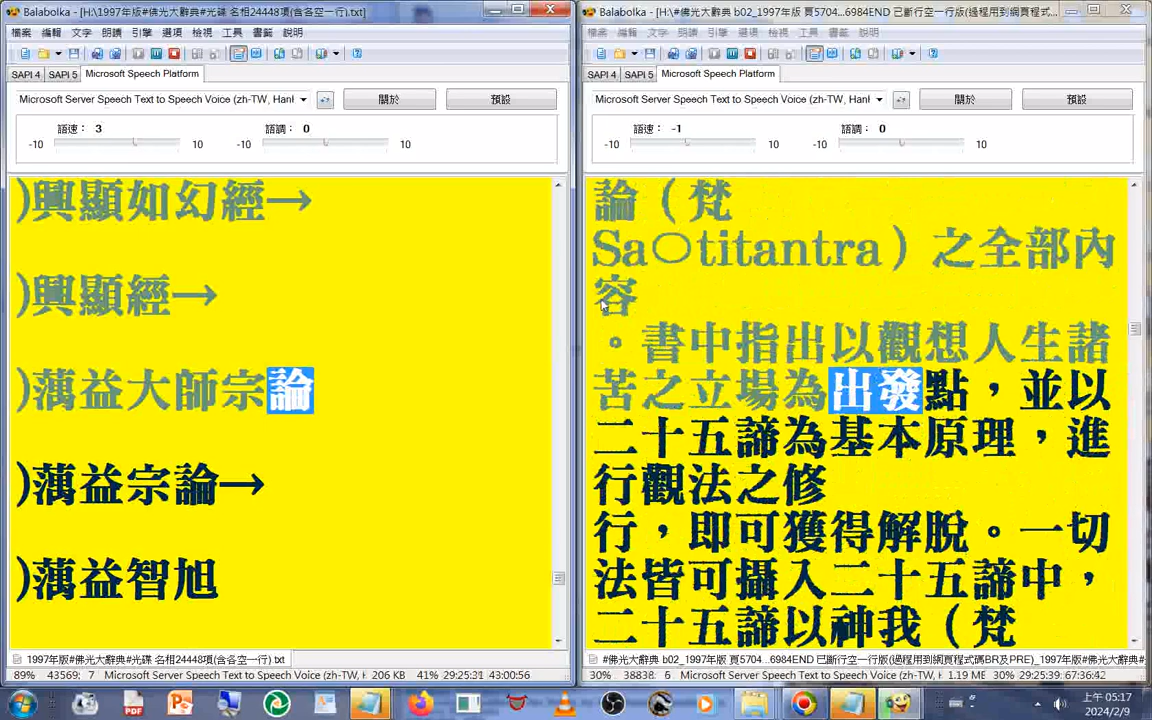 Balabolka - [H:\1997年版#佛光大辭典#光碟 名相24448項(含各空一行).txt]
檔案 編輯 文字 朗讀 引擎 選項 檢視 工具 書籤 說明
SAPI 4 SAPI 5 Microsoft Speech Platform
Microsoft Server Speech Text to Speech Voice (zh-TW, Hanl
關於 預設
語速： 3 語調： 0
-10 10 -10 10
)興顯如幻經→
)興顯經→
)蕅益大師宗論
)蕅益宗論→
)蕅益智旭
1997年版#佛光大辭典#光碟 名相24448項(含各空一行).txt
89% 43569; 7 Microsoft Server Speech Text to Speech Voice (zh-TW, I 206 KB 41% 29:25:31 43:00:56
Balabolka - [H:\#佛光大辭典 b02_1997年版 頁5704...6984END 已斷行空一行版(過程用到網頁程式...
檔案 編輯 文字 朗讀 引擎 選項 檢視 工具 書籤 說明
SAPI 4 SAPI 5 Microsoft Speech Platform
Microsoft Server Speech Text to Speech Voice (zh-TW, Hanl
關於 預設
語速： -1 語調： 0
-10 10 -10 10
論（梵
Sa○titantra）之全部內
容
。書中指出以觀想人生諸
苦之立場為出發點，並以
二十五諦為基本原理，進
行觀法之修
行，即可獲得解脫。一切
法皆可攝入二十五諦中，
二十五諦以神我（梵
#佛光大辭典 b02_1997年版 頁5704...6984END 已斷行空一行版(過程用到網頁程式碼BR及PRE)_1997年版#佛光大辭典#
30% 38838; 8 Microsoft Server Speech Text to Speech Voice (zh-TW, I 1.19 ME 30% 29:25:39:67:36:42
上午 05:17
2024/2/9